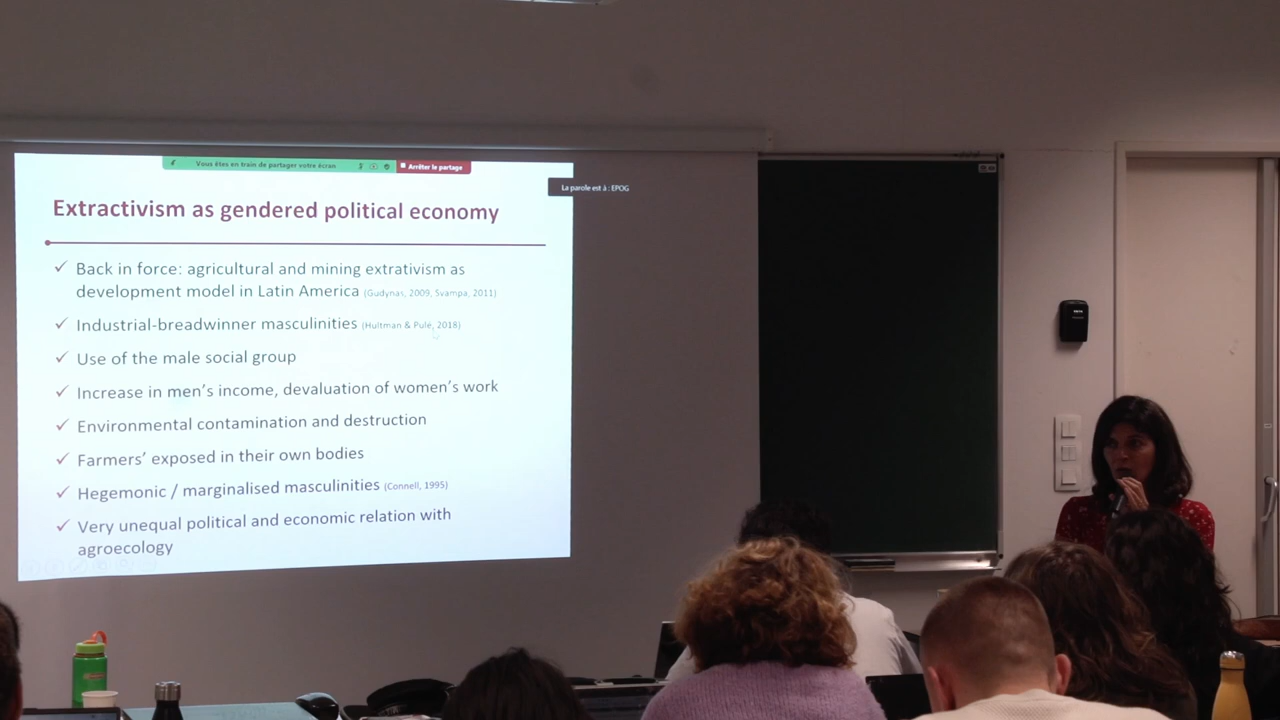 Vous êtes en train de partager votre écran
Arrêter le partage
La parole est à : EPOG
Extractivism as gendered political economy
✓ Back in force: agricultural and mining extrativism as
development model in Latin America (Gudynas, 2009, Svampa, 2011)
✓ Industrial-breadwinner masculinities (Hultman & Pulé, 2018)
✓ Use of the male social group
✓ Increase in men's income, devaluation of women's work
✓ Environmental contamination and destruction
✓ Farmers' exposed in their own bodies
✓ Hegemonic / marginalised masculinities (Connell, 1995)
✓ Very unequal political and economic relation with
agroecology